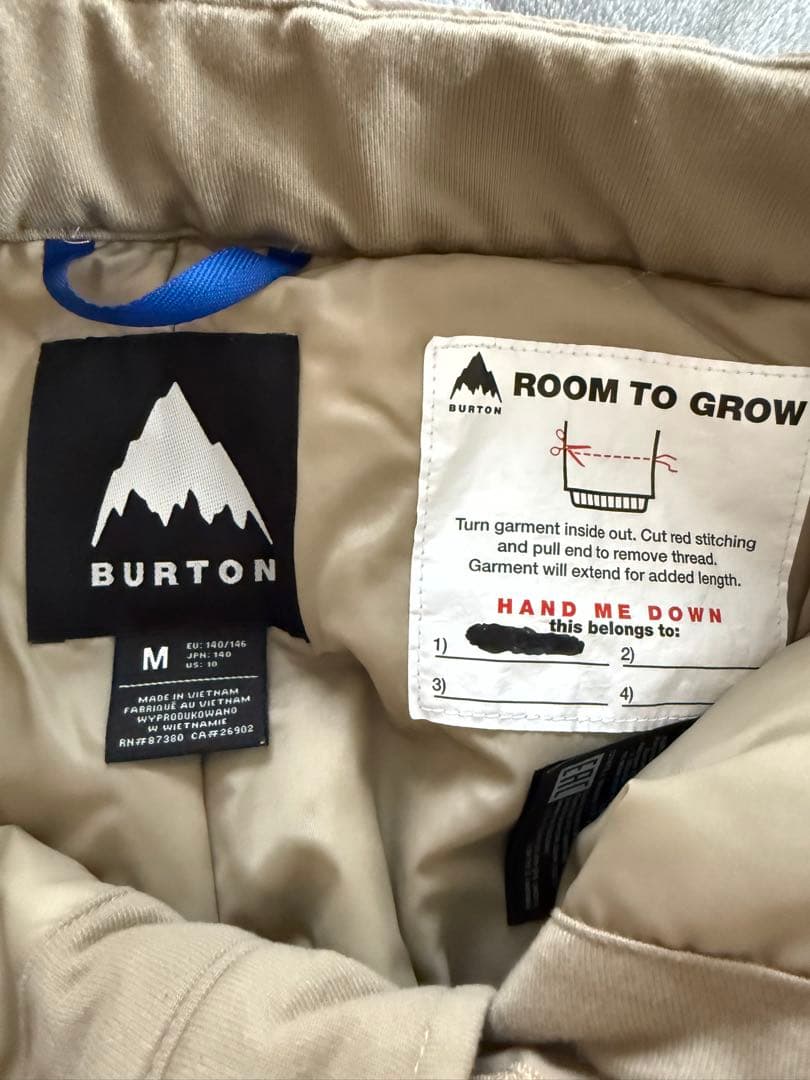 BURTON
M
EU: 140/146
JPN: 140
US: 10
MADE IN VIETNAM
FABRIQUÉ AU VIETNAM
WYPRODUKOWANO
W WIETNAMIE
RN#87380 CA#26902
BURTON
ROOM TO GROW
Turn garment inside out. Cut red stitching
and pull end to remove thread.
Garment will extend for added length.
HAND ME DOWN
this belongs to:
1) 2)
3) 4)